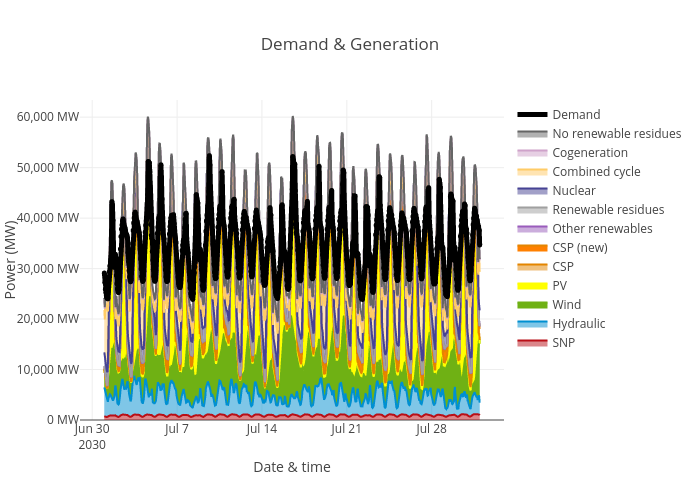 Demand & Generation
60,000 MW
50,000 MW
40,000 MW
30,000 MW
20,000 MW
10,000 MW
0 MW
Power (MW)
Jun 30
2030
Jul 7
Jul 14
Jul 21
Jul 28
Date & time
Demand
No renewable residues
Cogeneration
Combined cycle
Nuclear
Renewable residues
Other renewables
CSP (new)
CSP
PV
Wind
Hydraulic
SNP